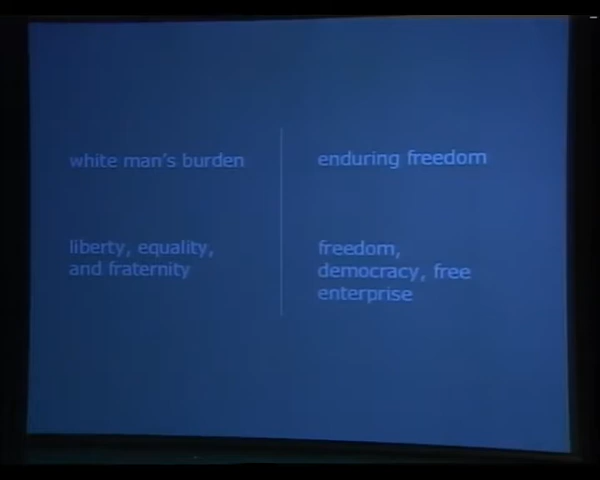 white man's burden
liberty, equality,
and fraternity
enduring freedom
freedom,
democracy, free
enterprise